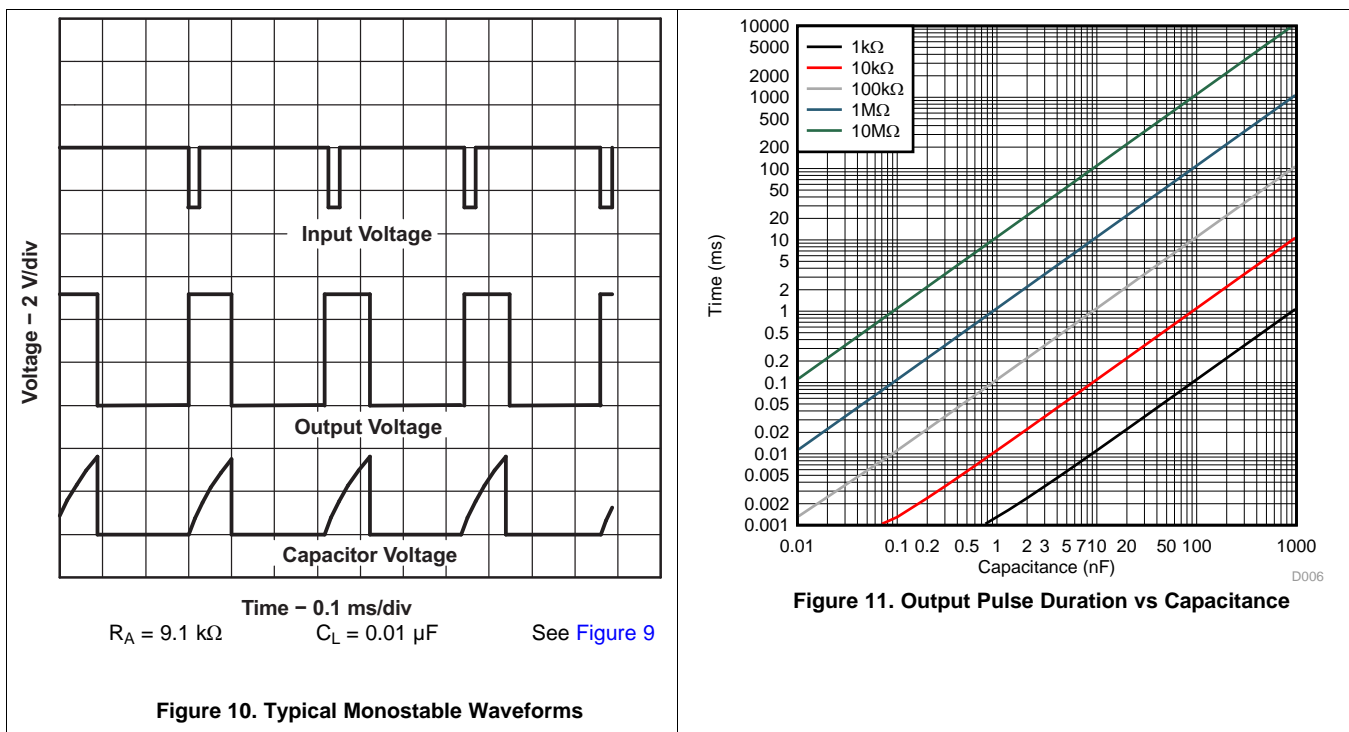 Voltage − 2 V/div
Input Voltage
Output Voltage
Capacitor Voltage
Time − 0.1 ms/div
R_A = 9.1 kΩ C_L = 0.01 µF See Figure 9
Figure 10. Typical Monostable Waveforms
Time (ms)
10000
5000
2000
1000
500
200
100
50
20
10
5
2
1
0.5
0.2
0.1
0.05
0.02
0.01
0.005
0.002
0.001
1kΩ
10kΩ
100kΩ
1MΩ
10MΩ
0.01 0.1 0.2 0.5 1 2 3 5 7 10 20 50 100 1000
Capacitance (nF)
D006
Figure 11. Output Pulse Duration vs Capacitance